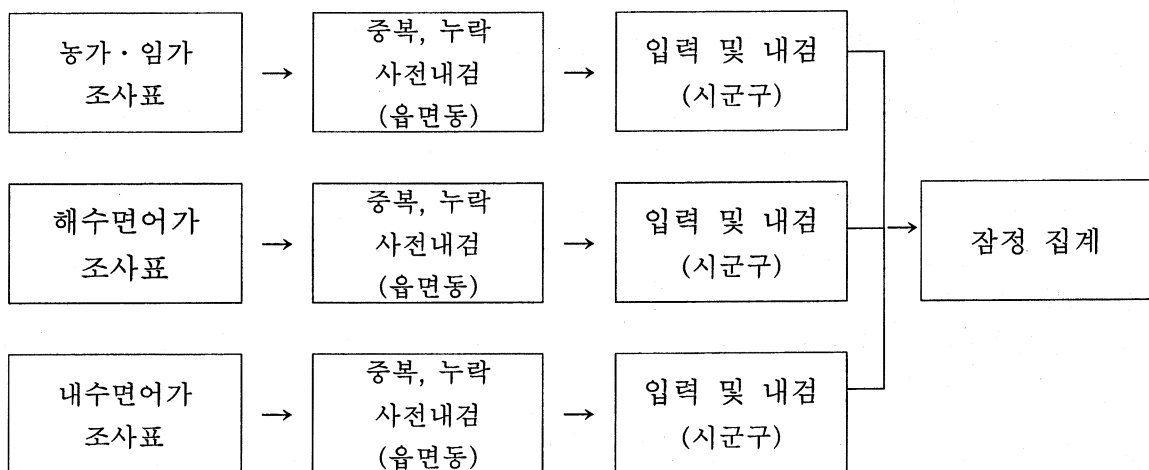 농가 · 임가
조사표
→
중복, 누락
사전내검
(읍면동)
→
입력 및 내검
(시군구)
해수면어가
조사표
→
중복, 누락
사전내검
(읍면동)
→
입력 및 내검
(시군구)
잠정 집계
내수면어가
조사표
→
중복, 누락
사전내검
(읍면동)
→
입력 및 내검
(시군구)